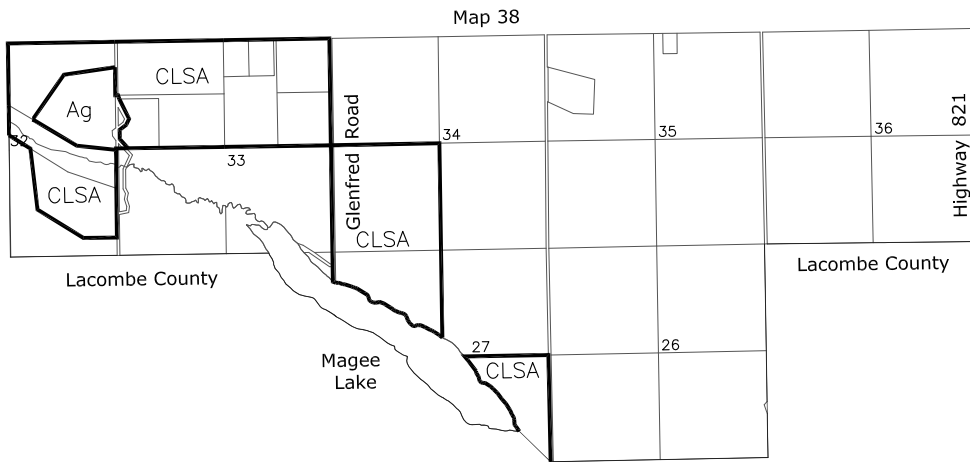 Map 38
CLSA
Ag
Glenfred Road
Highway 821
34
35
36
32
33
CLSA
CLSA
Lacombe County
Lacombe County
27
26
Magee
Lake
CLSA